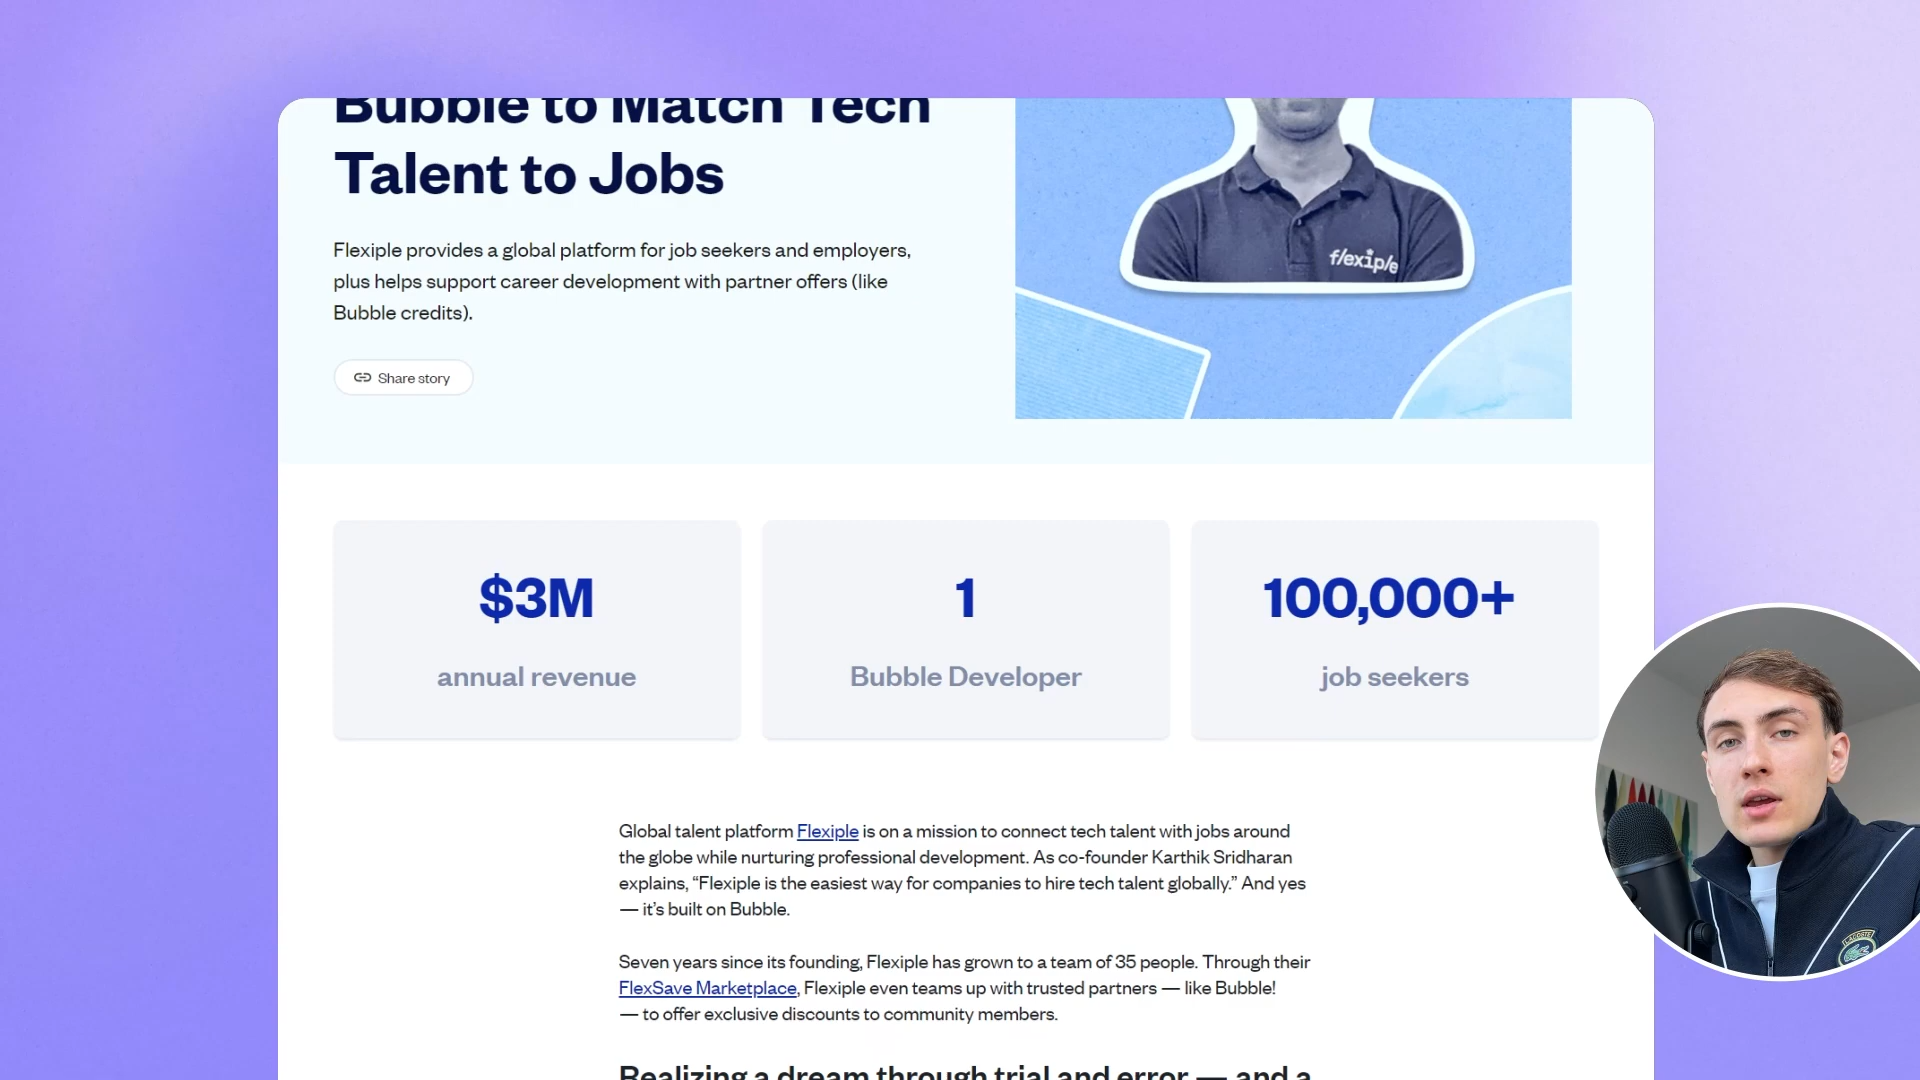 Bubble to Match Tech
Talent to Jobs
Flexiple provides a global platform for job seekers and employers,
plus helps support career development with partner offers (like
Bubble credits).
Share story
flexiple
$3M
annual revenue
1
Bubble Developer
100,000+
job seekers
Global talent platform Flexiple is on a mission to connect tech talent with jobs around
the globe while nurturing professional development. As co-founder Karthik Sridharan
explains, “Flexiple is the easiest way for companies to hire tech talent globally.” And yes
— it’s built on Bubble.
Seven years since its founding, Flexiple has grown to a team of 35 people. Through their
FlexSave Marketplace, Flexiple even teams up with trusted partners — like Bubble!
— to offer exclusive discounts to community members.
Realizing a dream through trial and error — and a
LACOSTE